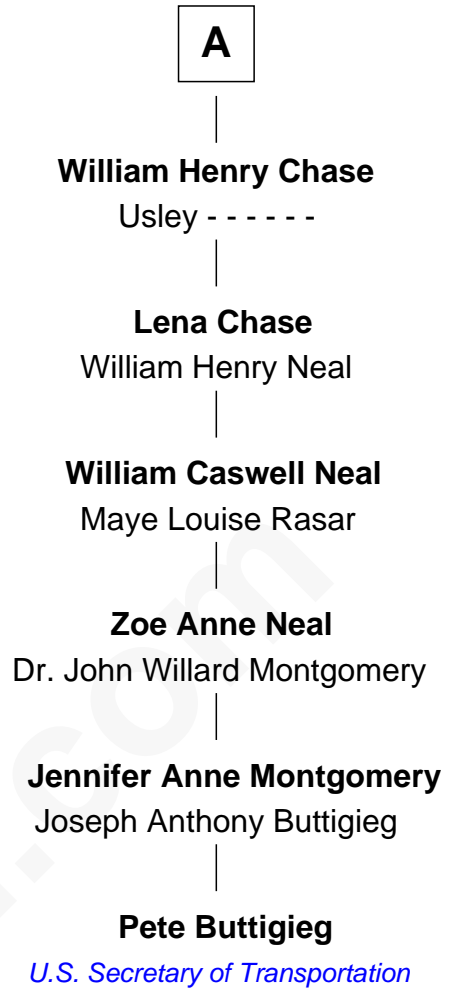 A
William Henry Chase
Usley - - - - - -
Lena Chase
William Henry Neal
William Caswell Neal
Maye Louise Rasar
Zoe Anne Neal
Dr. John Willard Montgomery
Jennifer Anne Montgomery
Joseph Anthony Buttigieg
Pete Buttigieg
U.S. Secretary of Transportation